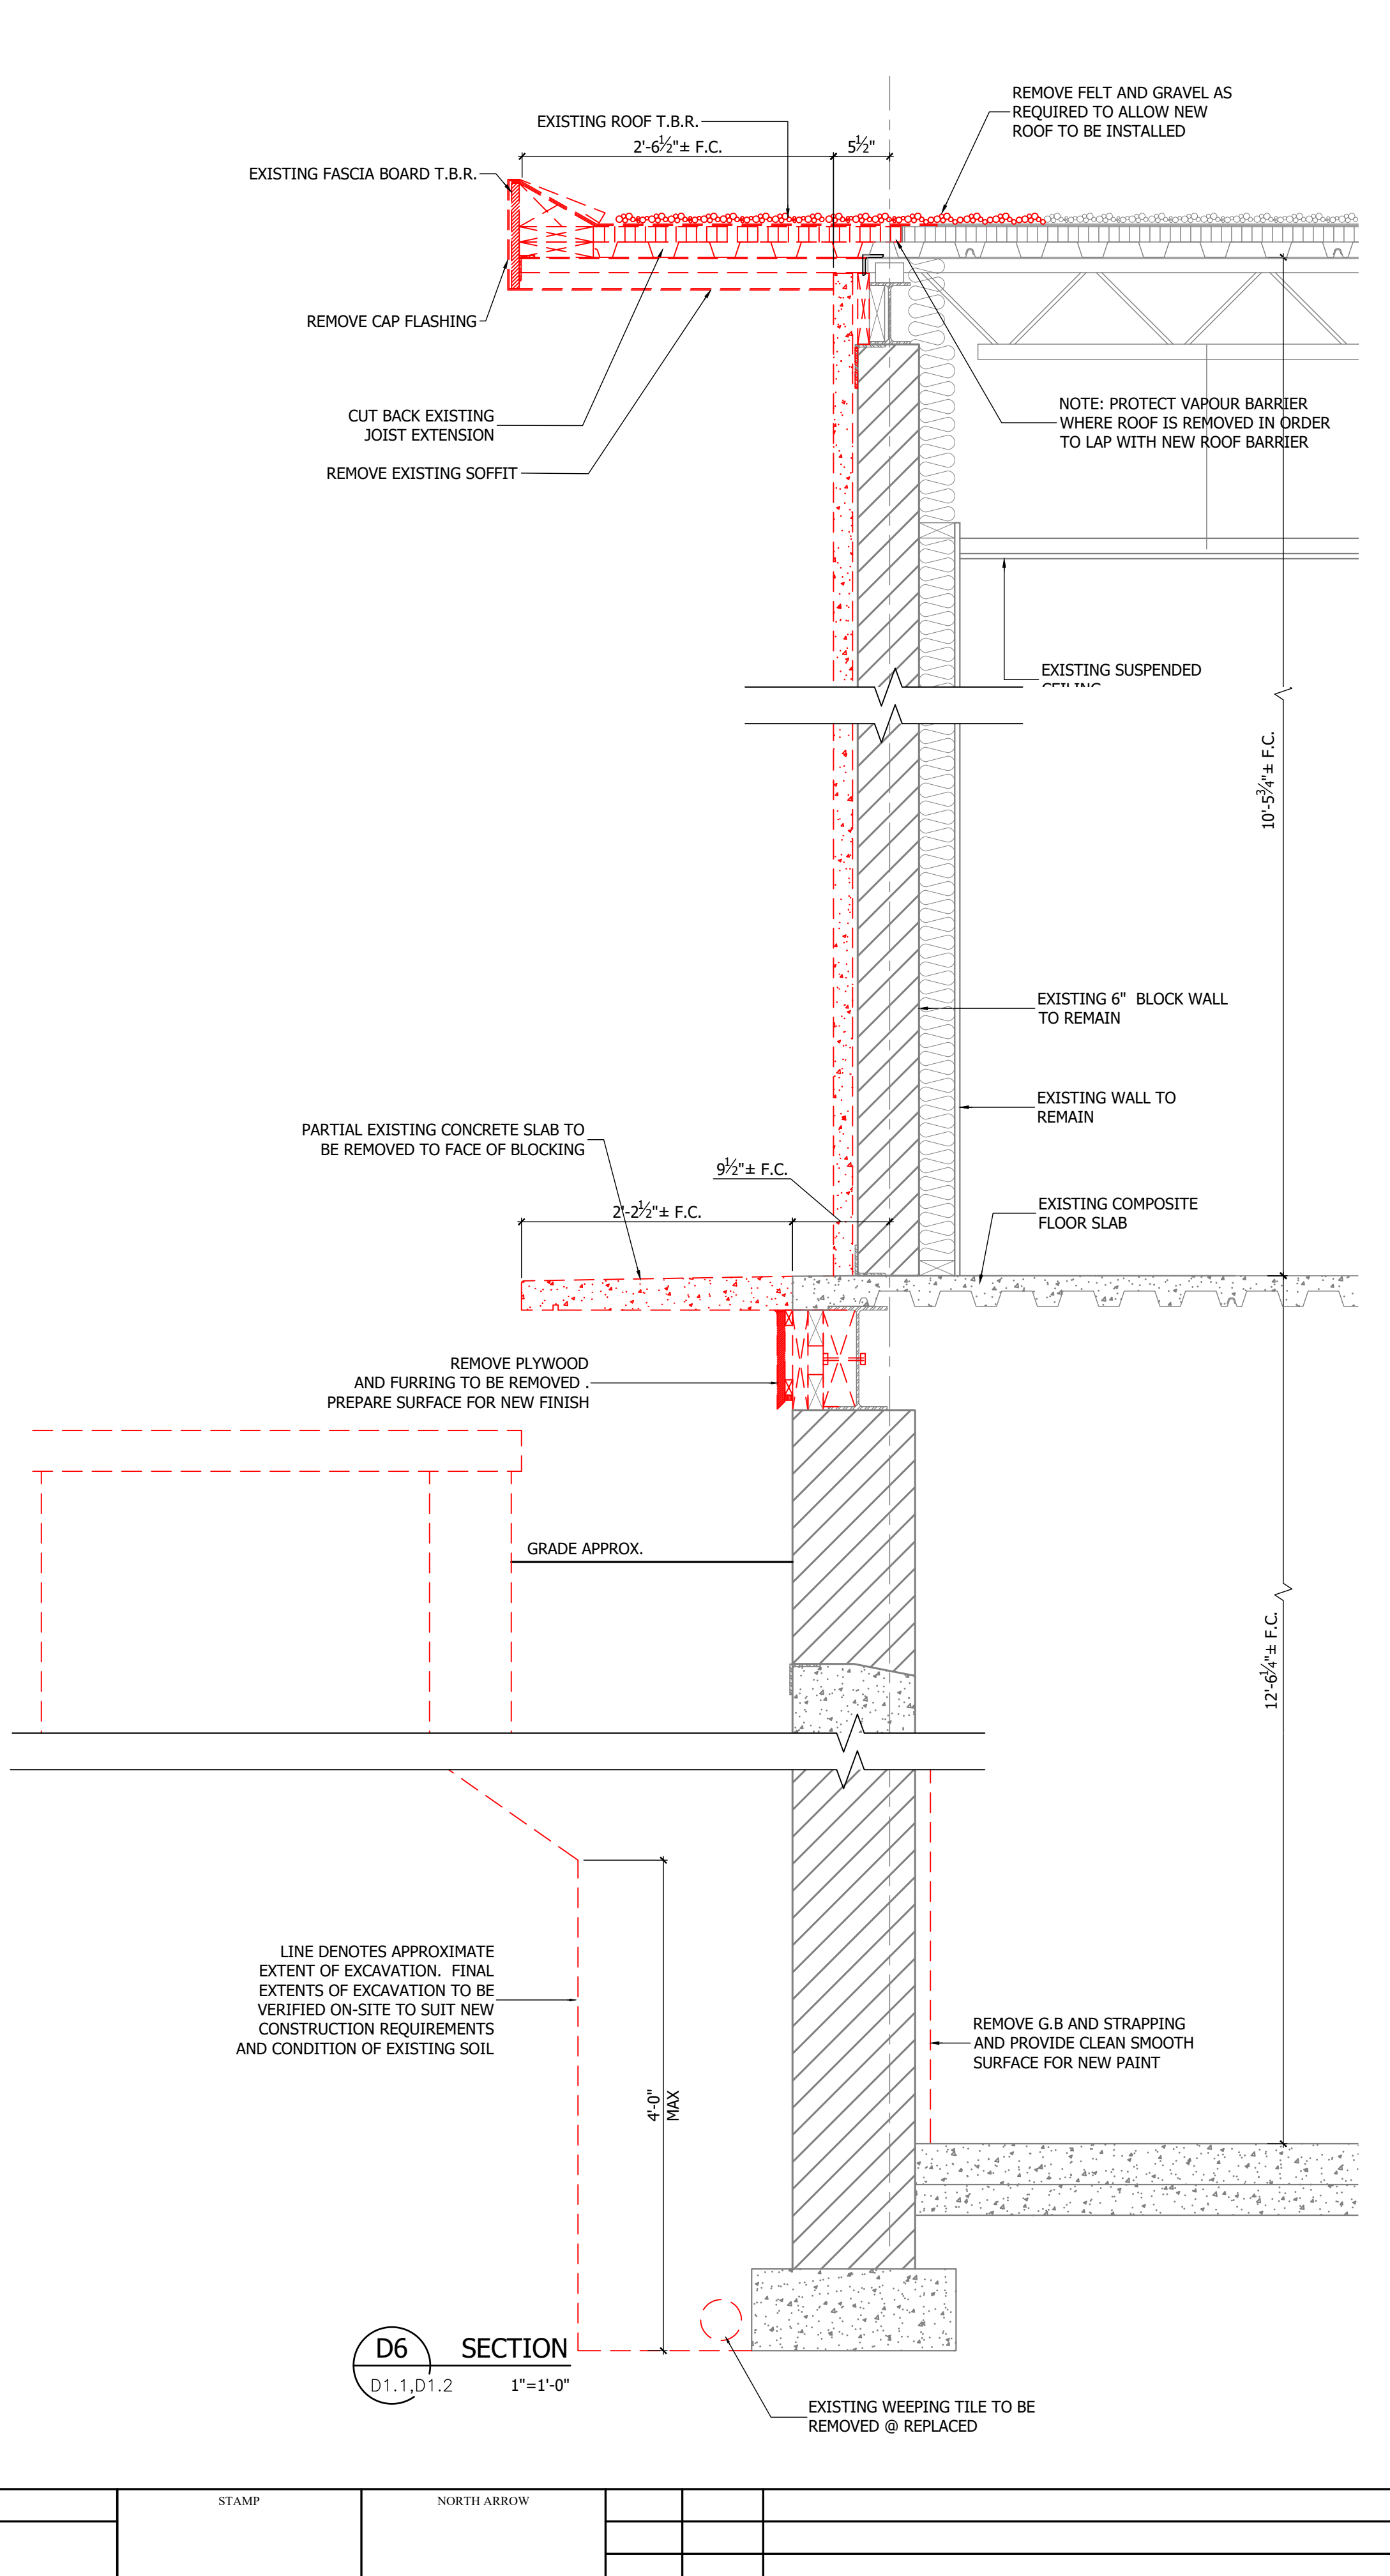 REMOVE FELT AND GRAVEL AS
REQUIRED TO ALLOW NEW
ROOF TO BE INSTALLED
EXISTING ROOF T.B.R.
2'-6½"± F.C.
5½"
EXISTING FASCIA BOARD T.B.R.
REMOVE CAP FLASHING
CUT BACK EXISTING
JOIST EXTENSION
REMOVE EXISTING SOFFIT
NOTE: PROTECT VAPOUR BARRIER
WHERE ROOF IS REMOVED IN ORDER
TO LAP WITH NEW ROOF BARRIER
EXISTING SUSPENDED
10'-5¾"± F.C.
EXISTING 6" BLOCK WALL
TO REMAIN
EXISTING WALL TO
REMAIN
PARTIAL EXISTING CONCRETE SLAB TO
BE REMOVED TO FACE OF BLOCKING
9½"± F.C.
2'-2½"± F.C.
EXISTING COMPOSITE
FLOOR SLAB
REMOVE PLYWOOD
AND FURRING TO BE REMOVED .
PREPARE SURFACE FOR NEW FINISH
GRADE APPROX.
12'-6¼"± F.C.
LINE DENOTES APPROXIMATE
EXTENT OF EXCAVATION. FINAL
EXTENTS OF EXCAVATION TO BE
VERIFIED ON-SITE TO SUIT NEW
CONSTRUCTION REQUIREMENTS
AND CONDITION OF EXISTING SOIL
4'-0"
MAX
REMOVE G.B AND STRAPPING
AND PROVIDE CLEAN SMOOTH
SURFACE FOR NEW PAINT
D6 SECTION
D1.1,D1.2 1"=1'-0"
EXISTING WEEPING TILE TO BE
REMOVED @ REPLACED
STAMP
NORTH ARROW